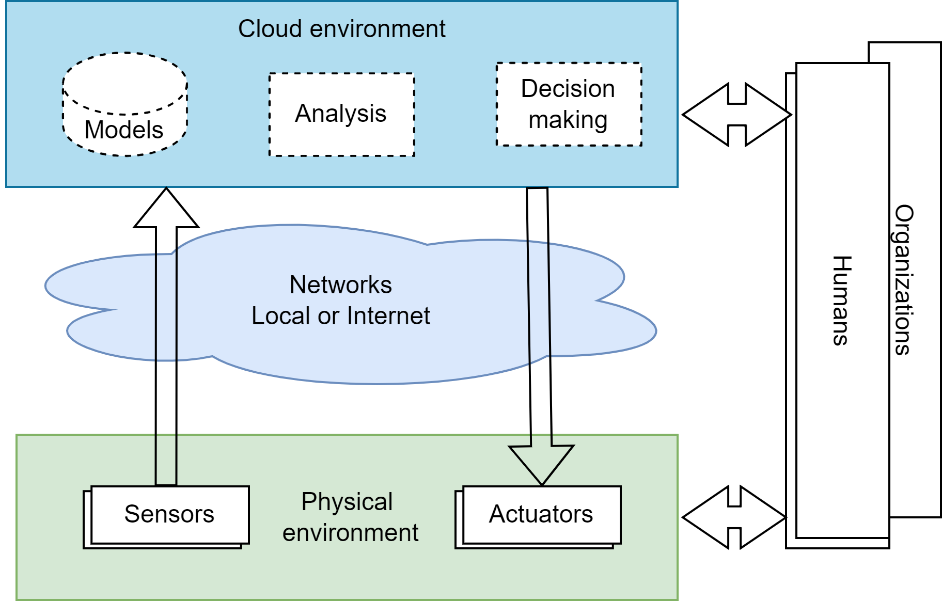 Cloud environment
Models
Analysis
Decision
making
Networks
Local or Internet
Humans
Organizations
Sensors
Physical
environment
Actuators